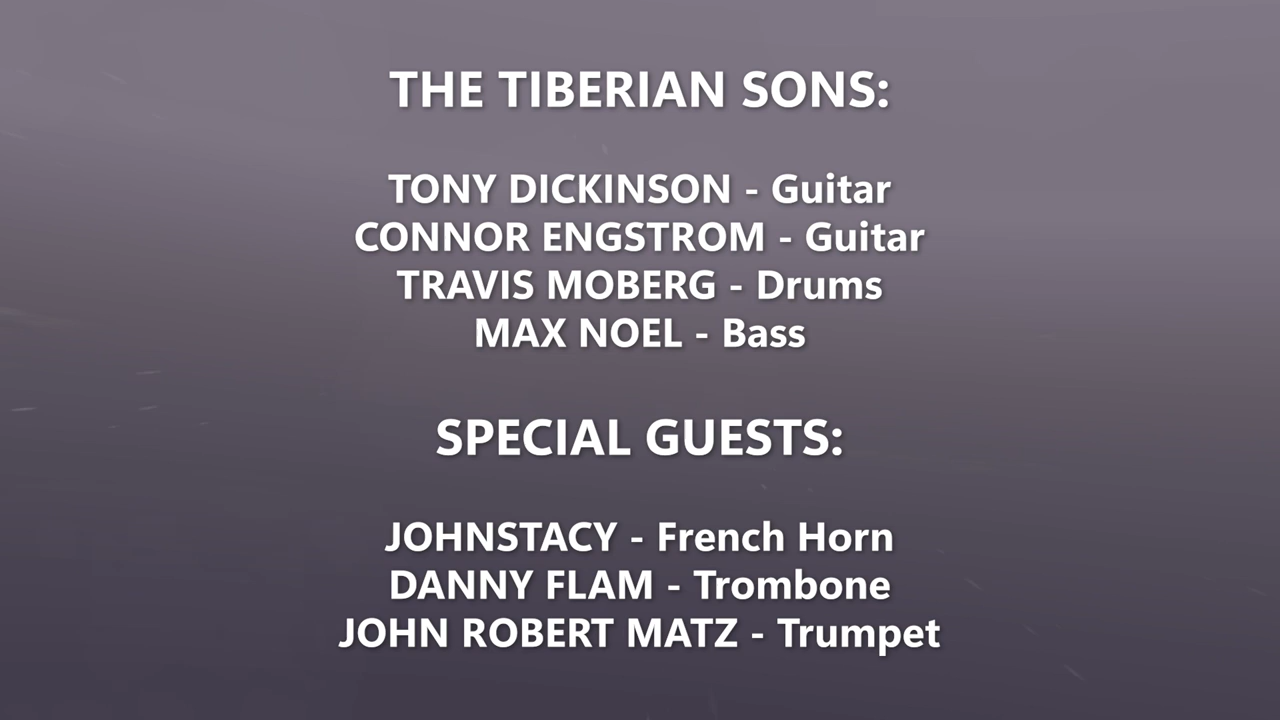 THE TIBERIAN SONS:
TONY DICKINSON - Guitar
CONNOR ENGSTROM - Guitar
TRAVIS MOBERG - Drums
MAX NOEL - Bass
SPECIAL GUESTS:
JOHNSTACY - French Horn
DANNY FLAM - Trombone
JOHN ROBERT MATZ - Trumpet